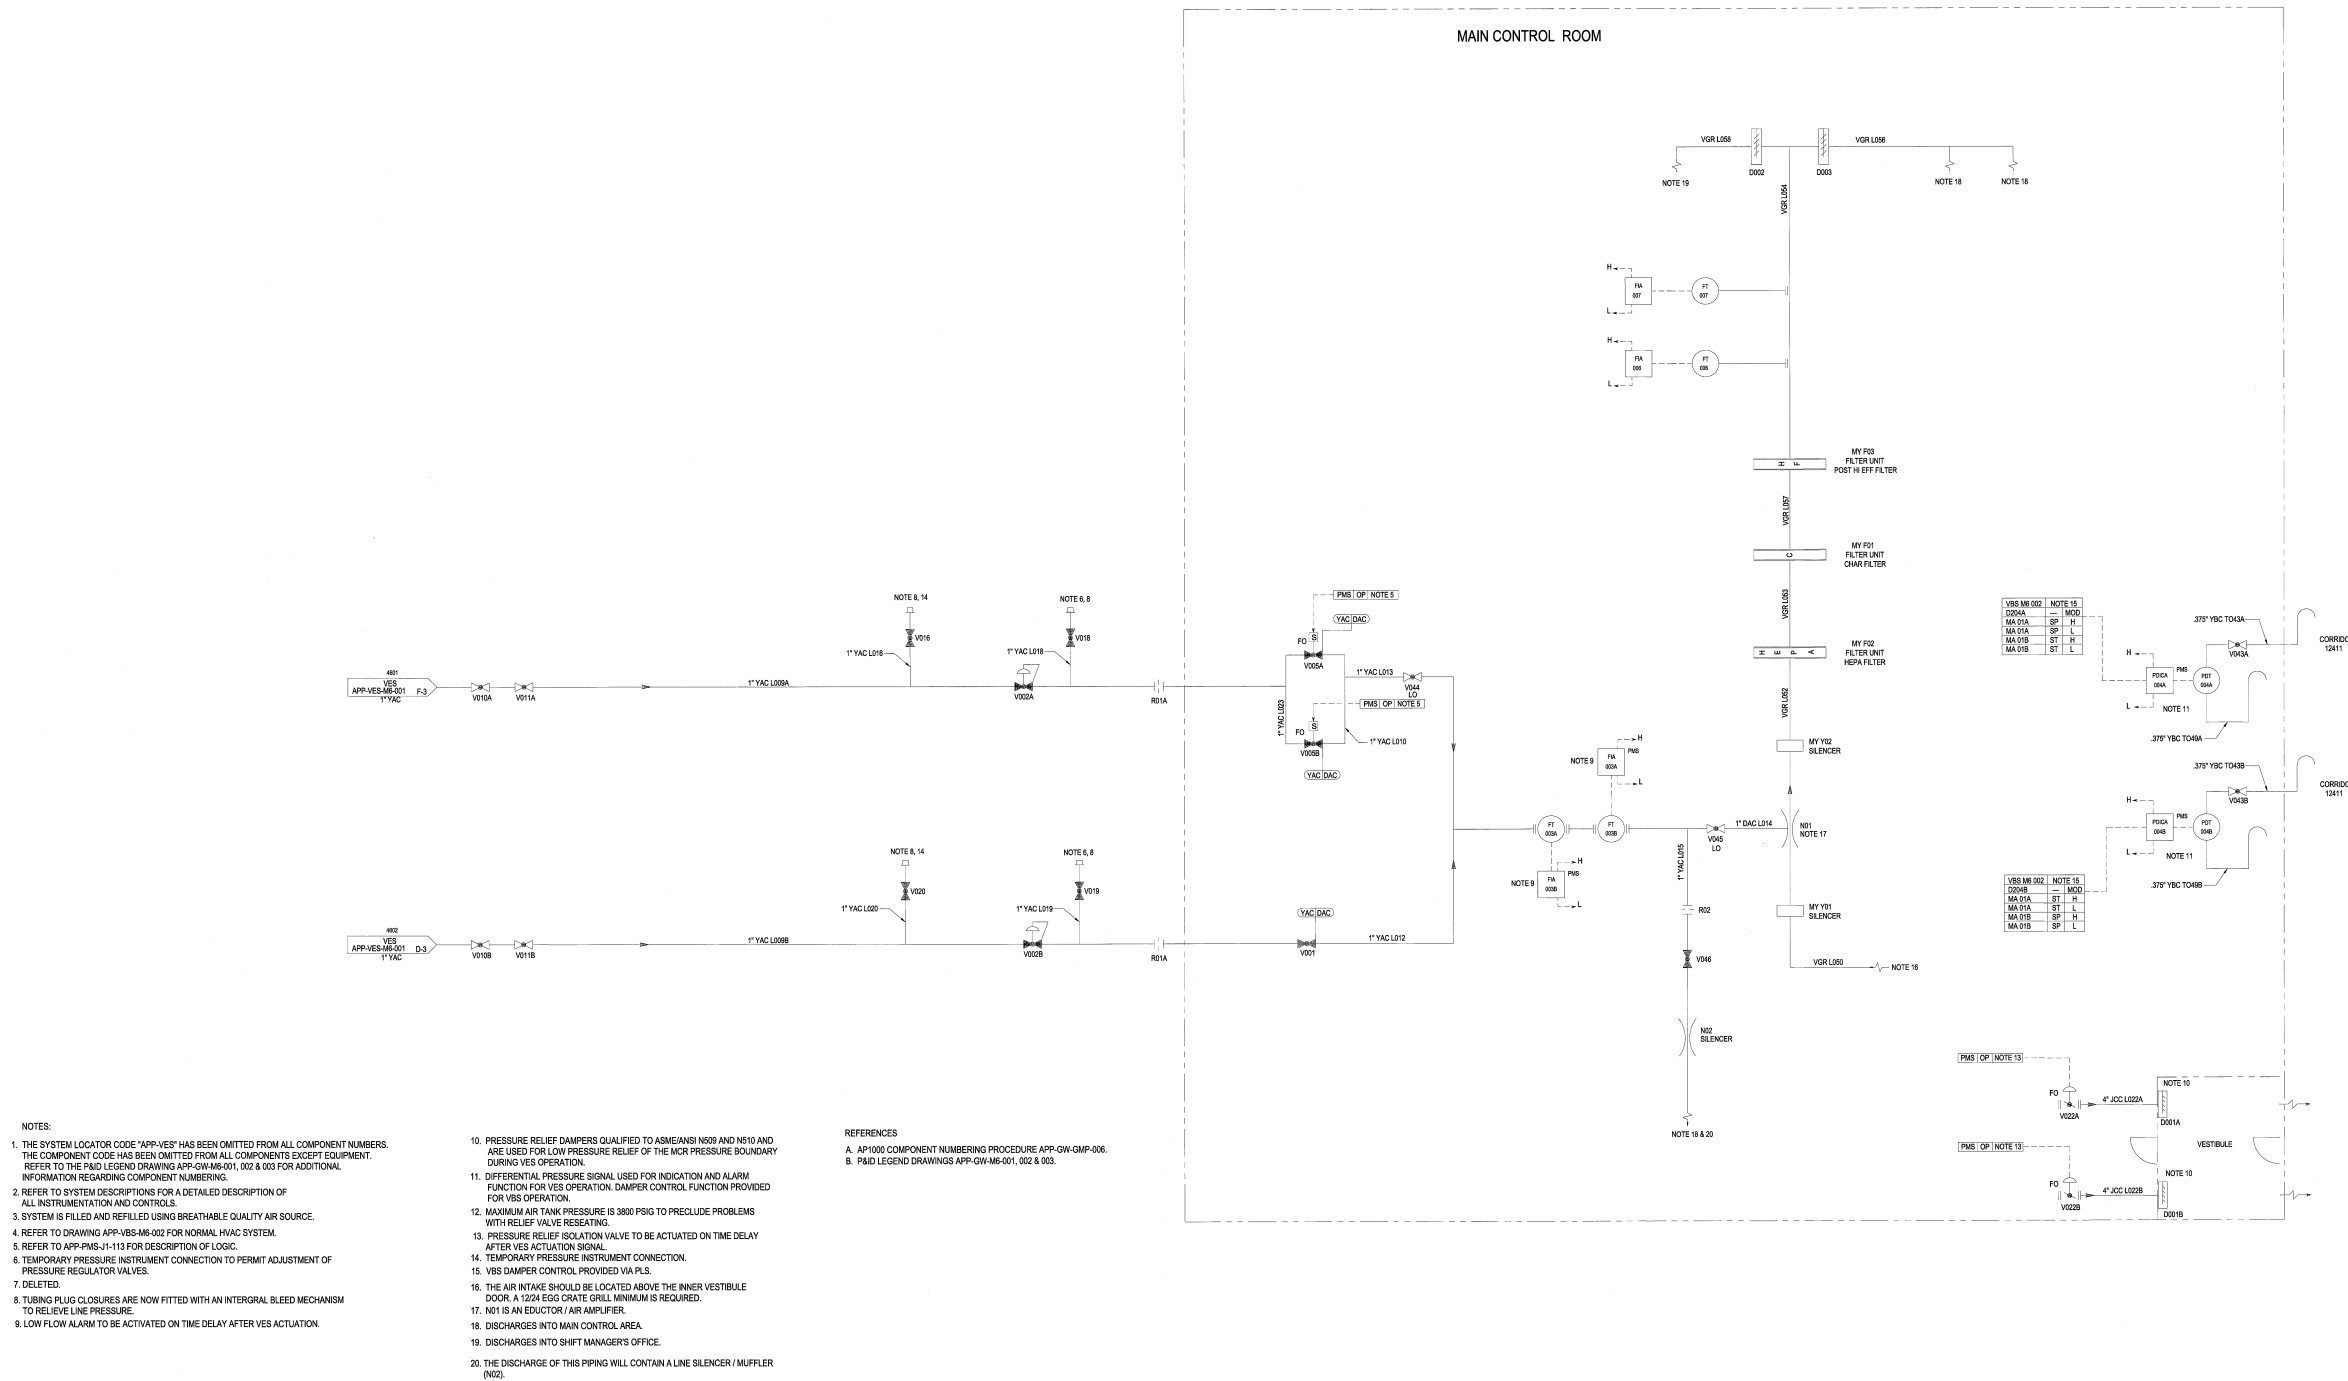 MAIN CONTROL ROOM
VGR L058
VGR L056
D002
D003
NOTE 19
NOTE 18
NOTE 18
VGR L054
H
FIA
007
FT
007
L
H
FIA
006
FT
006
L
MY F03
FILTER UNIT
POST HI EFF FILTER
H F
VGR L057
MY F01
FILTER UNIT
CHAR FILTER
C
VGR L053
MY F02
FILTER UNIT
HEPA FILTER
H E P A
VGR L052
MY Y02
SILENCER
N01
NOTE 17
MY Y01
SILENCER
VGR L050
NOTE 16
4601
VES
APP-VES-M6-001 F-3
1" YAC
V010A
V011A
1" YAC L009A
NOTE 8, 14
V016
1" YAC L016
NOTE 6, 8
V018
1" YAC L018
V002A
R01A
PMS OP NOTE 5
YAC DAC
FO
S
V005A
1" YAC L023
1" YAC L013
V044
LO
PMS OP NOTE 5
S
FO
V005B
1" YAC L010
YAC DAC
4602
VES
APP-VES-M6-001 D-3
1" YAC
V010B
V011B
1" YAC L009B
NOTE 8, 14
V020
1" YAC L020
NOTE 6, 8
V019
1" YAC L019
V002B
R01A
YAC DAC
V001
1" YAC L012
NOTE 9
FIA
003A
PMS
H
L
FT
003A
FT
003B
NOTE 9
FIA
003B
PMS
H
L
V045
LO
1" DAC L014
1" YAC L015
R02
V046
N02
SILENCER
NOTE 18 & 20
VBS M6 002 NOTE 15
D204A --- MOD
MA 01A SP H
MA 01A SP L
MA 01B ST H
MA 01B ST L
.375" YBC TO43A
CORRIDO
12411
V043A
H
PMS
PDICA
004A
PDT
004A
L
NOTE 11
.375" YBC TO49A
.375" YBC TO43B
CORRIDO
12411
V043B
H
PMS
PDICA
004B
PDT
004B
L
NOTE 11
.375" YBC TO49B
VBS M6 002 NOTE 15
D204B --- MOD
MA 01A ST H
MA 01A ST L
MA 01B SP H
MA 01B SP L
PMS OP NOTE 13
FO
V022A
4" JCC L022A
NOTE 10
D001A
VESTIBULE
PMS OP NOTE 13
FO
V022B
4" JCC L022B
NOTE 10
D001B
NOTES:
1. THE SYSTEM LOCATOR CODE "APP-VES" HAS BEEN OMITTED FROM ALL COMPONENT NUMBERS.
THE COMPONENT CODE HAS BEEN OMITTED FROM ALL COMPONENTS EXCEPT EQUIPMENT.
REFER TO THE P&ID LEGEND DRAWING APP-GW-M6-001, 002 & 003 FOR ADDITIONAL
INFORMATION REGARDING COMPONENT NUMBERING.
2. REFER TO SYSTEM DESCRIPTIONS FOR A DETAILED DESCRIPTION OF
ALL INSTRUMENTATION AND CONTROLS.
3. SYSTEM IS FILLED AND REFILLED USING BREATHABLE QUALITY AIR SOURCE.
4. REFER TO DRAWING APP-VBS-M6-002 FOR NORMAL HVAC SYSTEM.
5. REFER TO APP-PMS-J1-113 FOR DESCRIPTION OF LOGIC.
6. TEMPORARY PRESSURE INSTRUMENT CONNECTION TO PERMIT ADJUSTMENT OF
PRESSURE REGULATOR VALVES.
7. DELETED.
8. TUBING PLUG CLOSURES ARE NOW FITTED WITH AN INTERGRAL BLEED MECHANISM
TO RELIEVE LINE PRESSURE.
9. LOW FLOW ALARM TO BE ACTIVATED ON TIME DELAY AFTER VES ACTUATION.
10. PRESSURE RELIEF DAMPERS QUALIFIED TO ASME/ANSI N509 AND N510 AND
ARE USED FOR LOW PRESSURE RELIEF OF THE MCR PRESSURE BOUNDARY
DURING VES OPERATION.
11. DIFFERENTIAL PRESSURE SIGNAL USED FOR INDICATION AND ALARM
FUNCTION FOR VES OPERATION. DAMPER CONTROL FUNCTION PROVIDED
FOR VBS OPERATION.
12. MAXIMUM AIR TANK PRESSURE IS 3800 PSIG TO PRECLUDE PROBLEMS
WITH RELIEF VALVE RESEATING.
13. PRESSURE RELIEF ISOLATION VALVE TO BE ACTUATED ON TIME DELAY
AFTER VES ACTUATION SIGNAL.
14. TEMPORARY PRESSURE INSTRUMENT CONNECTION.
15. VBS DAMPER CONTROL PROVIDED VIA PLS.
16. THE AIR INTAKE SHOULD BE LOCATED ABOVE THE INNER VESTIBULE
DOOR. A 12/24 EGG CRATE GRILL MINIMUM IS REQUIRED.
17. N01 IS AN EDUCTOR / AIR AMPLIFIER.
18. DISCHARGES INTO MAIN CONTROL AREA.
19. DISCHARGES INTO SHIFT MANAGER'S OFFICE.
20. THE DISCHARGE OF THIS PIPING WILL CONTAIN A LINE SILENCER / MUFFLER
(N02).
REFERENCES
A. AP1000 COMPONENT NUMBERING PROCEDURE APP-GW-GMP-006.
B. P&ID LEGEND DRAWINGS APP-GW-M6-001, 002 & 003.